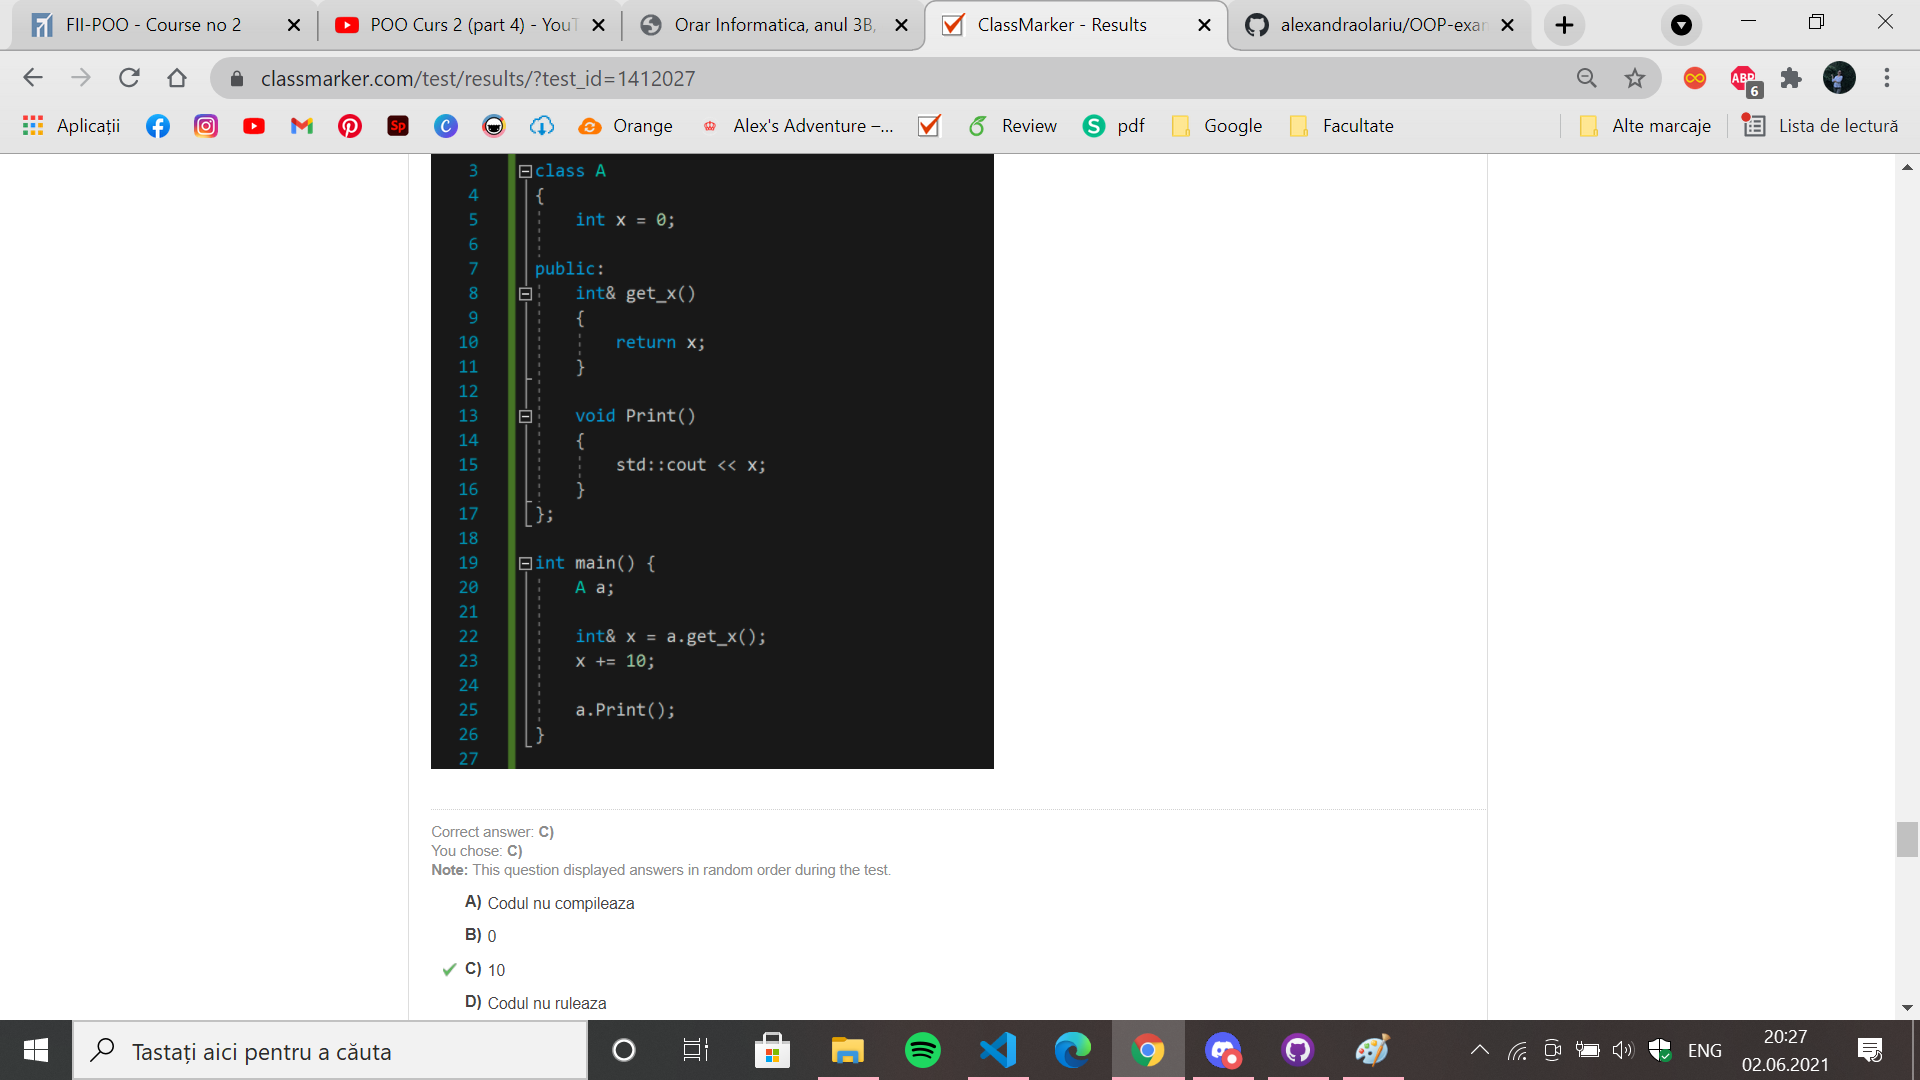 FII-POO - Course no 2
POO Curs 2 (part 4) - YouT
Orar Informatica, anul 3B,
ClassMarker - Results
alexandraolariu/OOP-exar
classmarker.com/test/results/?test_id=1412027
ABP
6
Aplicații
Sp
Orange
Alex's Adventure –...
Review
S
pdf
Google
Facultate
Alte marcaje
Lista de lectură
3 class A
4 {
5 int x = 0;
6
7 public:
8 int& get_x()
9 {
10 return x;
11 }
12
13 void Print()
14 {
15 std::cout << x;
16 }
17 };
18
19 int main() {
20 A a;
21
22 int& x = a.get_x();
23 x += 10;
24
25 a.Print();
26 }
27
Correct answer: C)
You chose: C)
Note: This question displayed answers in random order during the test.
A) Codul nu compileaza
B) 0
C) 10
D) Codul nu ruleaza
Tastați aici pentru a căuta
ENG
20:27
02.06.2021